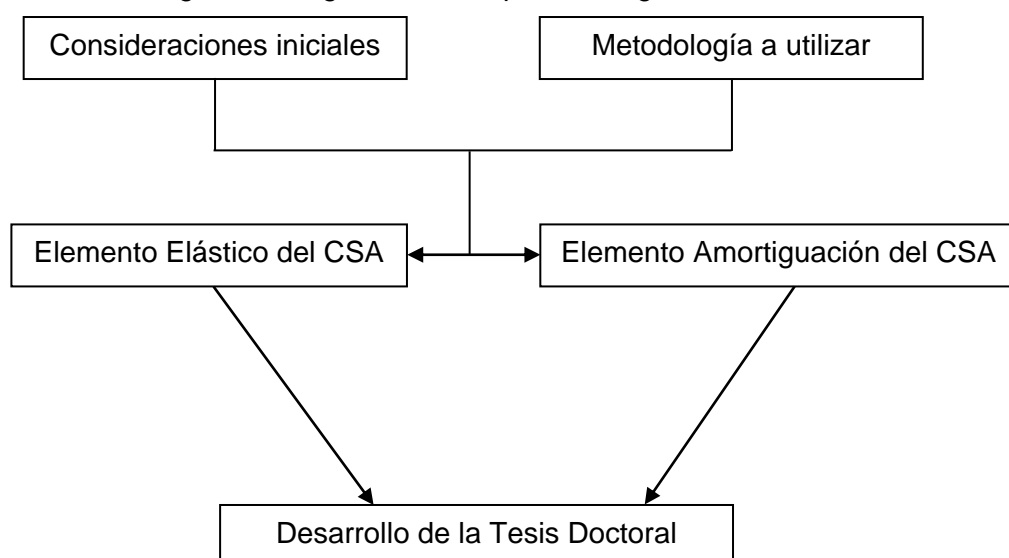 Consideraciones iniciales
Metodología a utilizar
Elemento Elástico del CSA
Elemento Amortiguación del CSA
Desarrollo de la Tesis Doctoral